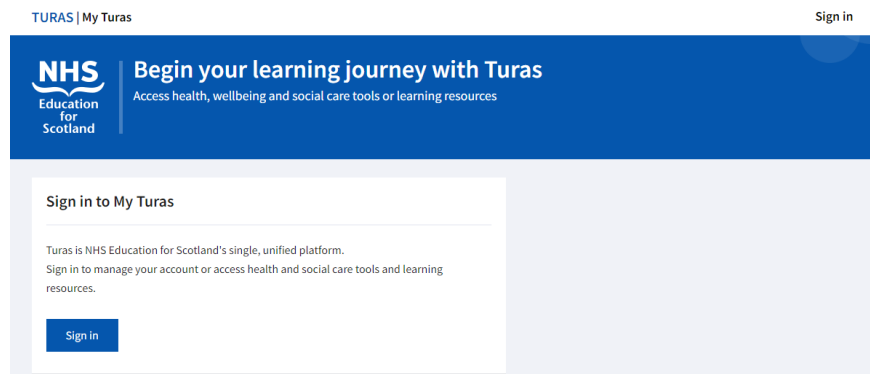 TURAS | My Turas
Sign in
NHS
Education
for
Scotland
Begin your learning journey with Turas
Access health, wellbeing and social care tools or learning resources
Sign in to My Turas
Turas is NHS Education for Scotland's single, unified platform.
Sign in to manage your account or access health and social care tools and learning
resources.
Sign in